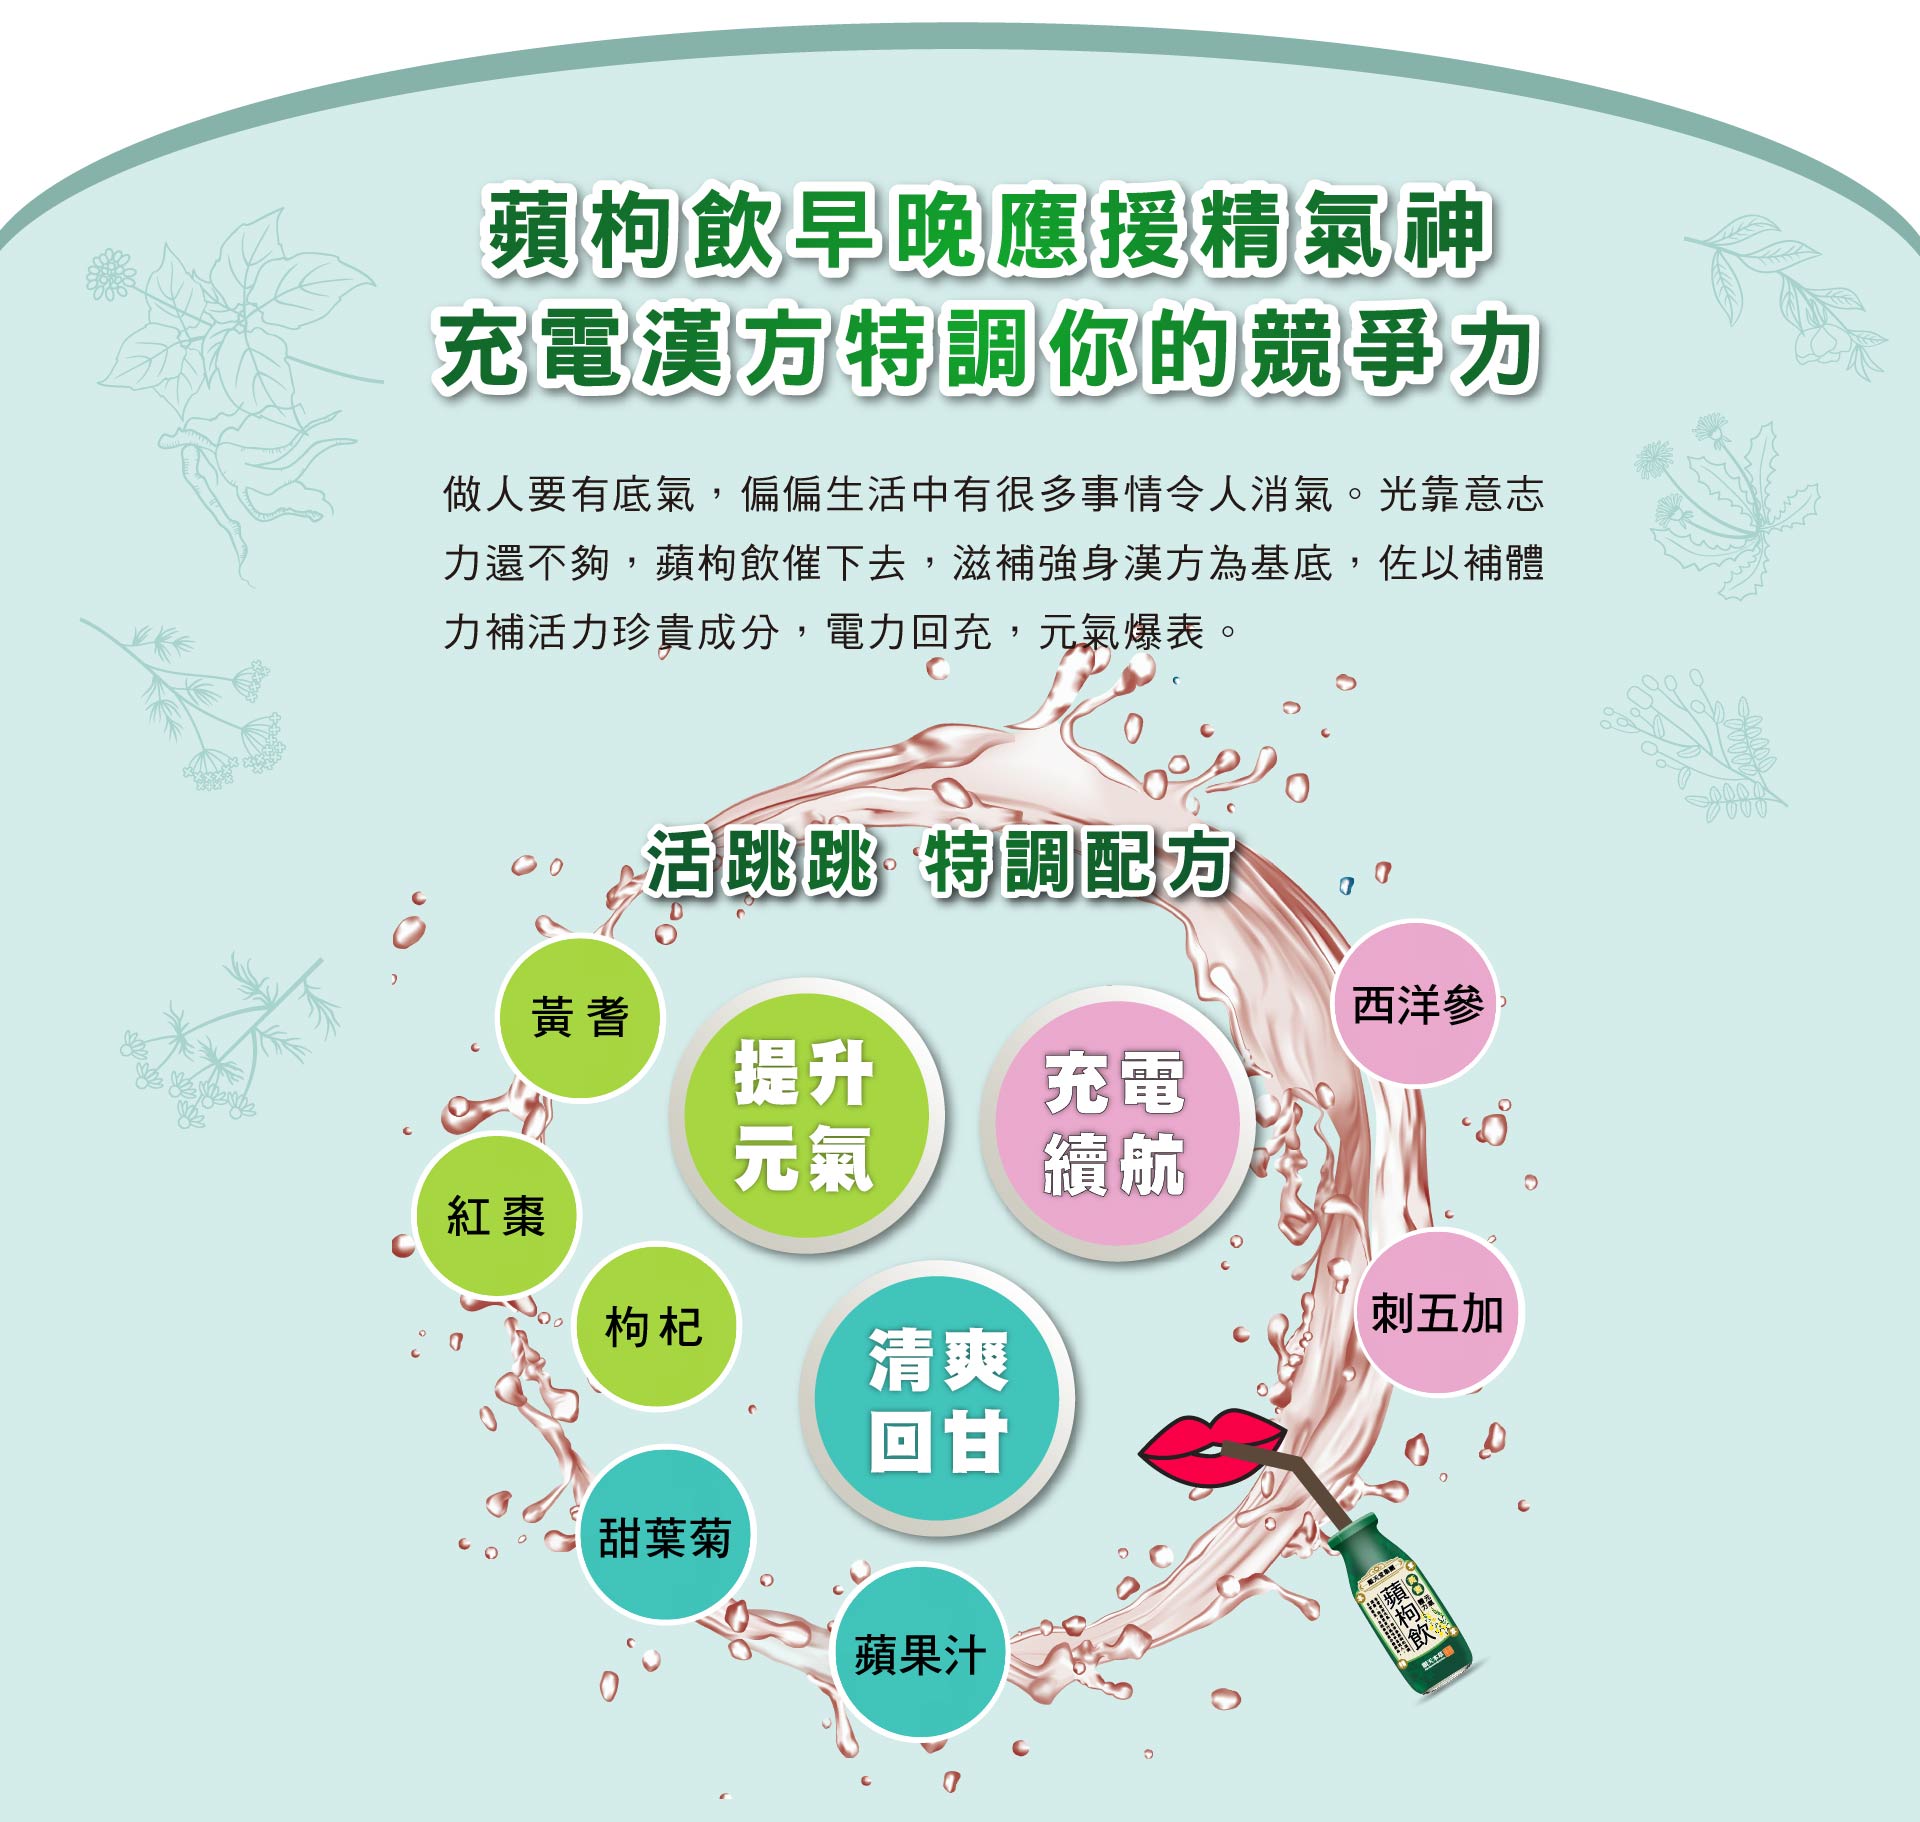 蘋枸飲早晚應援精氣神
充電漢方特調你的競爭力
做人要有底氣，偏偏生活中有很多事情令人消氣。光靠意志
力還不夠，蘋枸飲催下去，滋補強身漢方為基底，佐以補體
力補活力珍貴成分，電力回充，元氣爆表。
活跳跳 特調配方
黃耆
西洋參
提升
元氣
充電
續航
紅棗
枸杞
刺五加
清爽
回甘
甜葉菊
蘋果汁
蘋枸飲